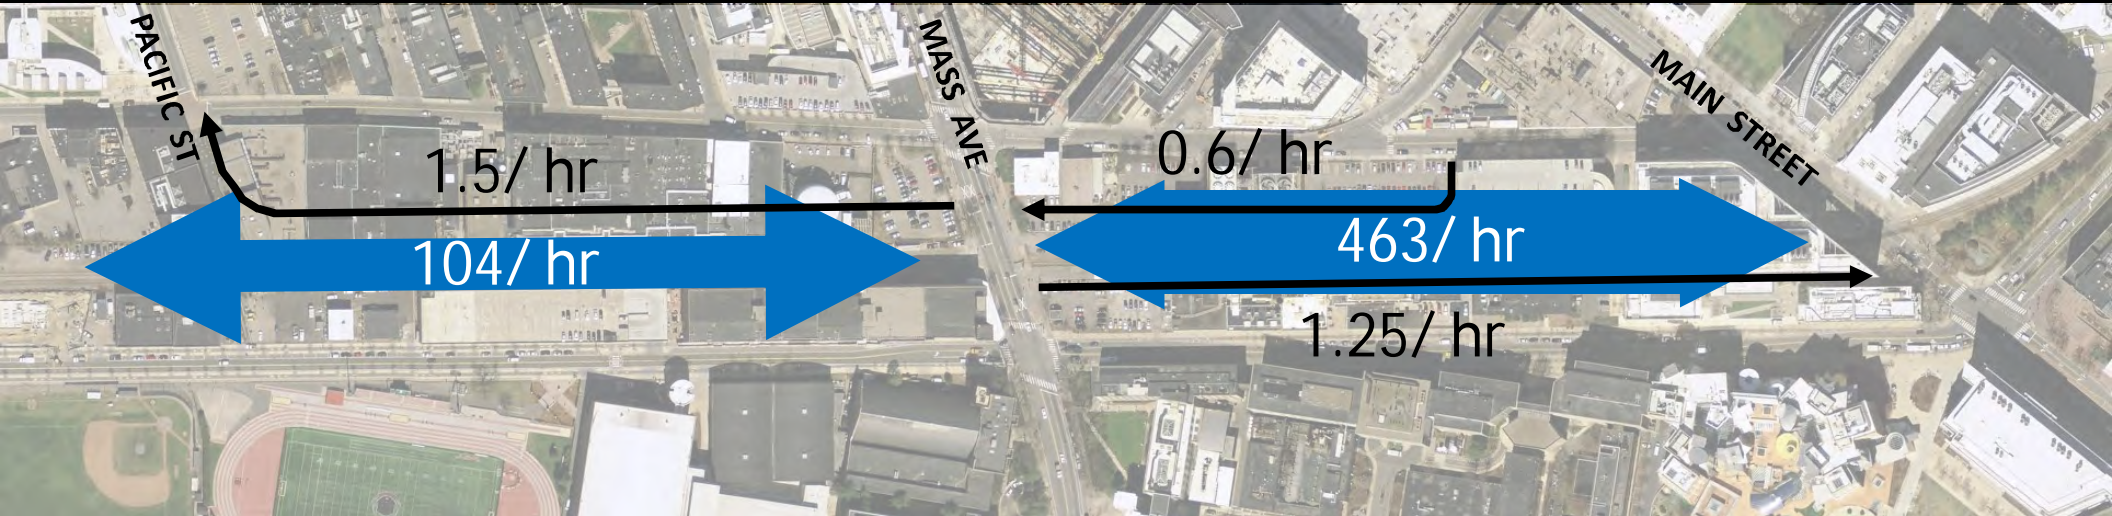 PACIFIC ST
MASS AVE
MAIN STREET
1.5/ hr
0.6/ hr
104/ hr
463/ hr
1.25/ hr